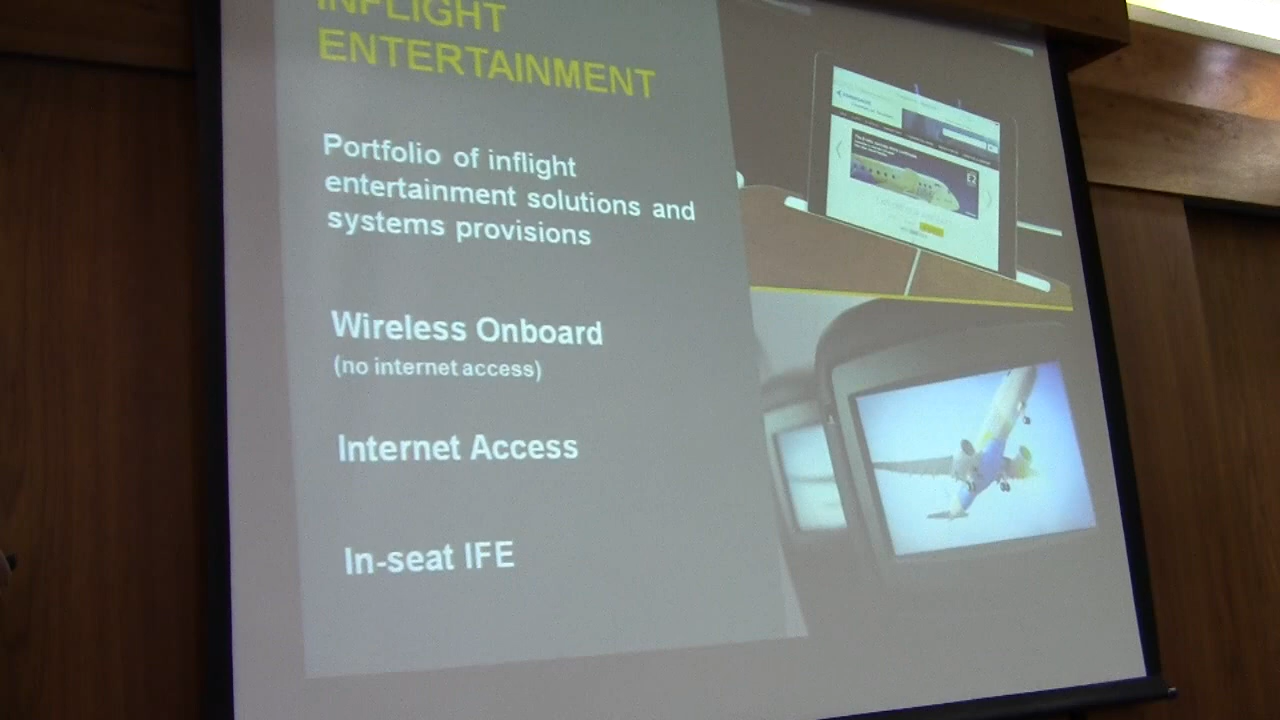 INFLIGHT
ENTERTAINMENT
Portfolio of inflight
entertainment solutions and
systems provisions
Wireless Onboard
(no internet access)
Internet Access
In-seat IFE